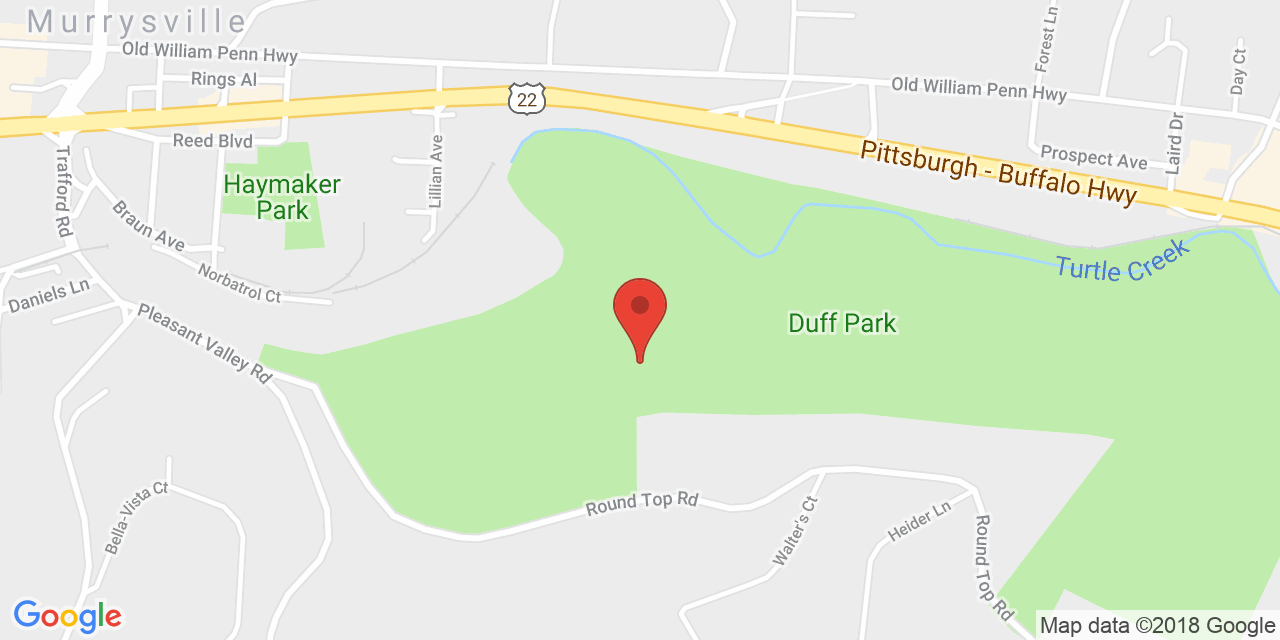 Murrysville
Old William Penn Hwy
Rings Al
22
Old William Penn Hwy
Forest Ln
Day Ct
Laird Dr
Reed Blvd
Trafford Rd
Lillian Ave
Prospect Ave
Pittsburgh - Buffalo Hwy
Haymaker
Park
Braun Ave
Norbatrol Ct
Turtle Creek
Daniels Ln
Pleasant Valley Rd
Duff Park
Bella-Vista Ct
Round Top Rd
Walter's Ct
Heider Ln
Round Top Rd
Google
Map data ©2018 Google